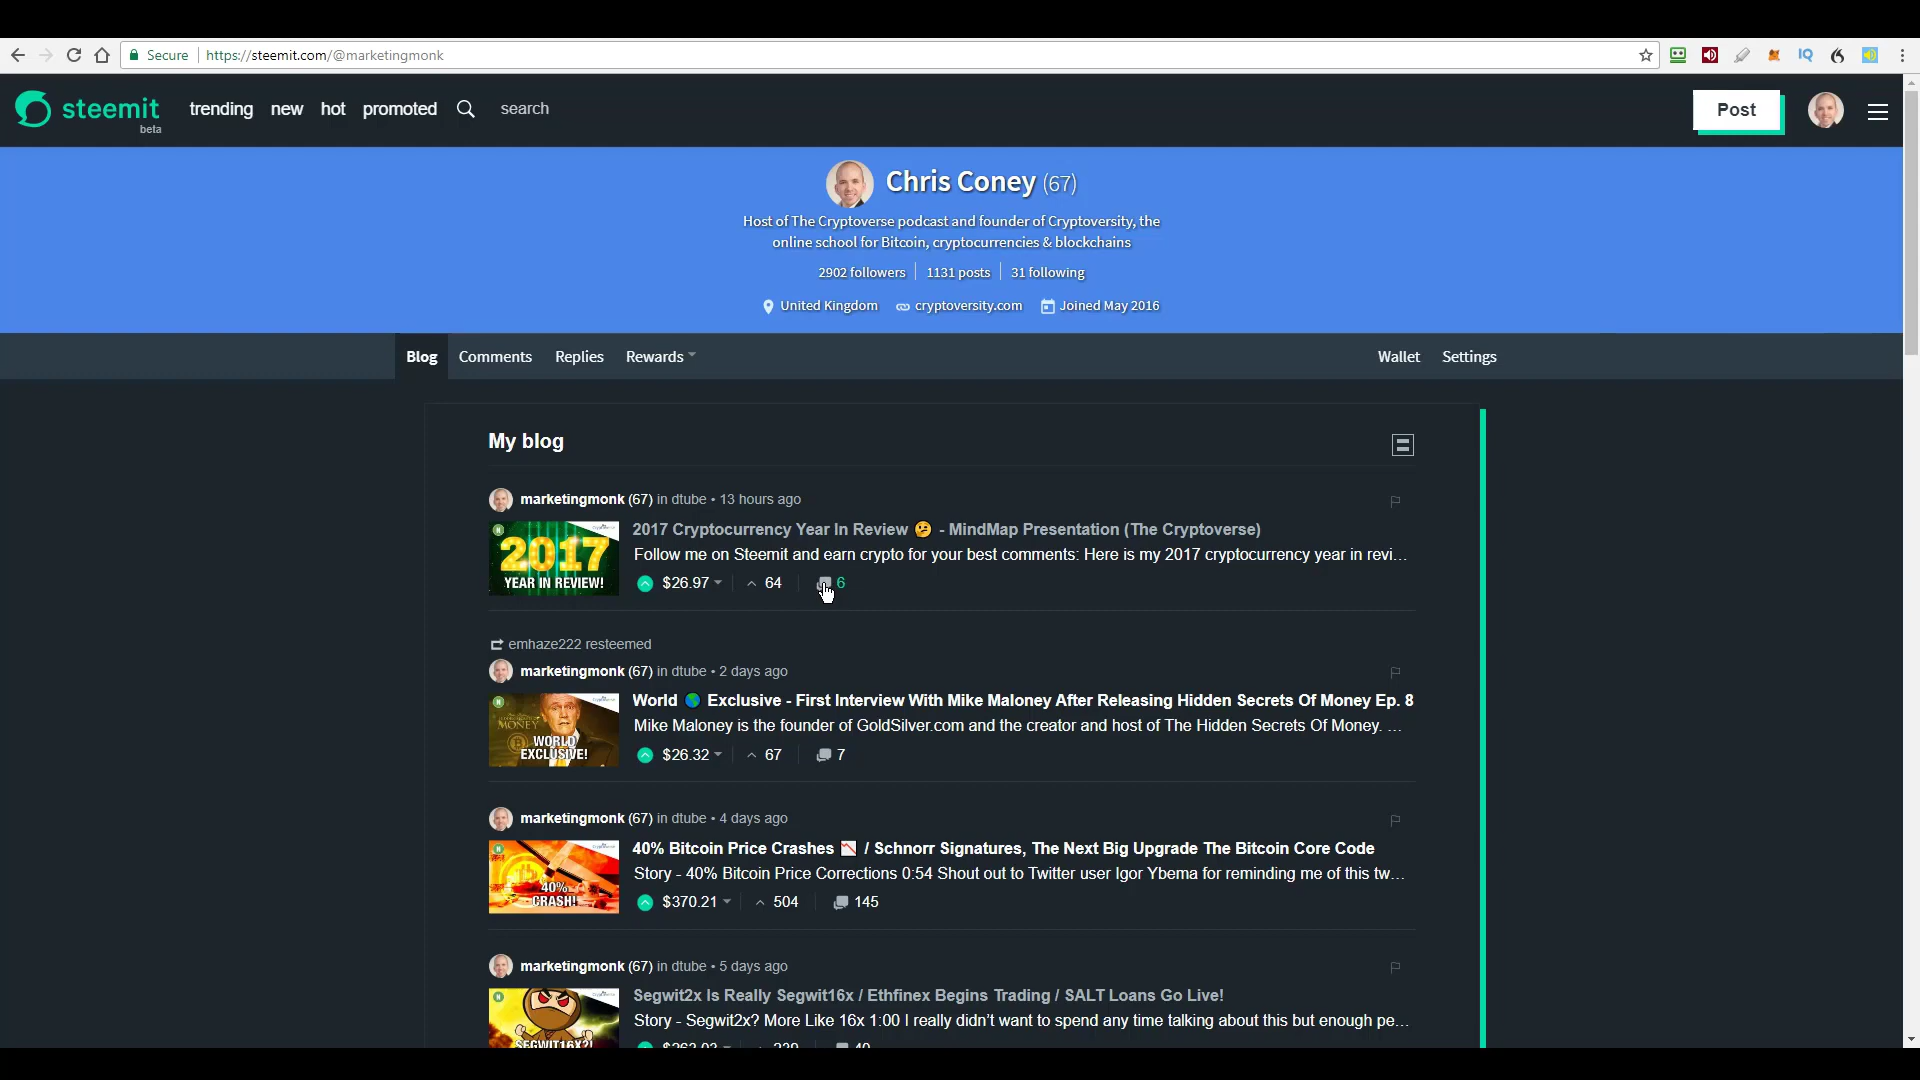 Secure https://steemit.com/@marketingmonk
steemit
beta
trending new hot promoted search
Post
Chris Coney (67)
Host of The Cryptoverse podcast and founder of Cryptoversity, the
online school for Bitcoin, cryptocurrencies & blockchains
2902 followers 1131 posts 31 following
United Kingdom cryptoversity.com Joined May 2016
Blog Comments Replies Rewards Wallet Settings
My blog
marketingmonk (67) in dtube • 13 hours ago
2017
YEAR IN REVIEW!
2017 Cryptocurrency Year In Review 🤔 - MindMap Presentation (The Cryptoverse)
Follow me on Steemit and earn crypto for your best comments: Here is my 2017 cryptocurrency year in revi...
$26.97 64 6
emhaze222 resteemed
marketingmonk (67) in dtube • 2 days ago
MONEY
WORLD
EXCLUSIVE!
World 🌎 Exclusive - First Interview With Mike Maloney After Releasing Hidden Secrets Of Money Ep. 8
Mike Maloney is the founder of GoldSilver.com and the creator and host of The Hidden Secrets Of Money. ...
$26.32 67 7
marketingmonk (67) in dtube • 4 days ago
40%
CRASH!
40% Bitcoin Price Crashes 📉 / Schnorr Signatures, The Next Big Upgrade The Bitcoin Core Code
Story - 40% Bitcoin Price Corrections 0:54 Shout out to Twitter user Igor Ybema for reminding me of this tw...
$370.21 504 145
marketingmonk (67) in dtube • 5 days ago
SEGWIT16X?!
Segwit2x Is Really Segwit16x / Ethfinex Begins Trading / SALT Loans Go Live!
Story - Segwit2x? More Like 16x 1:00 I really didn't want to spend any time talking about this but enough pe...